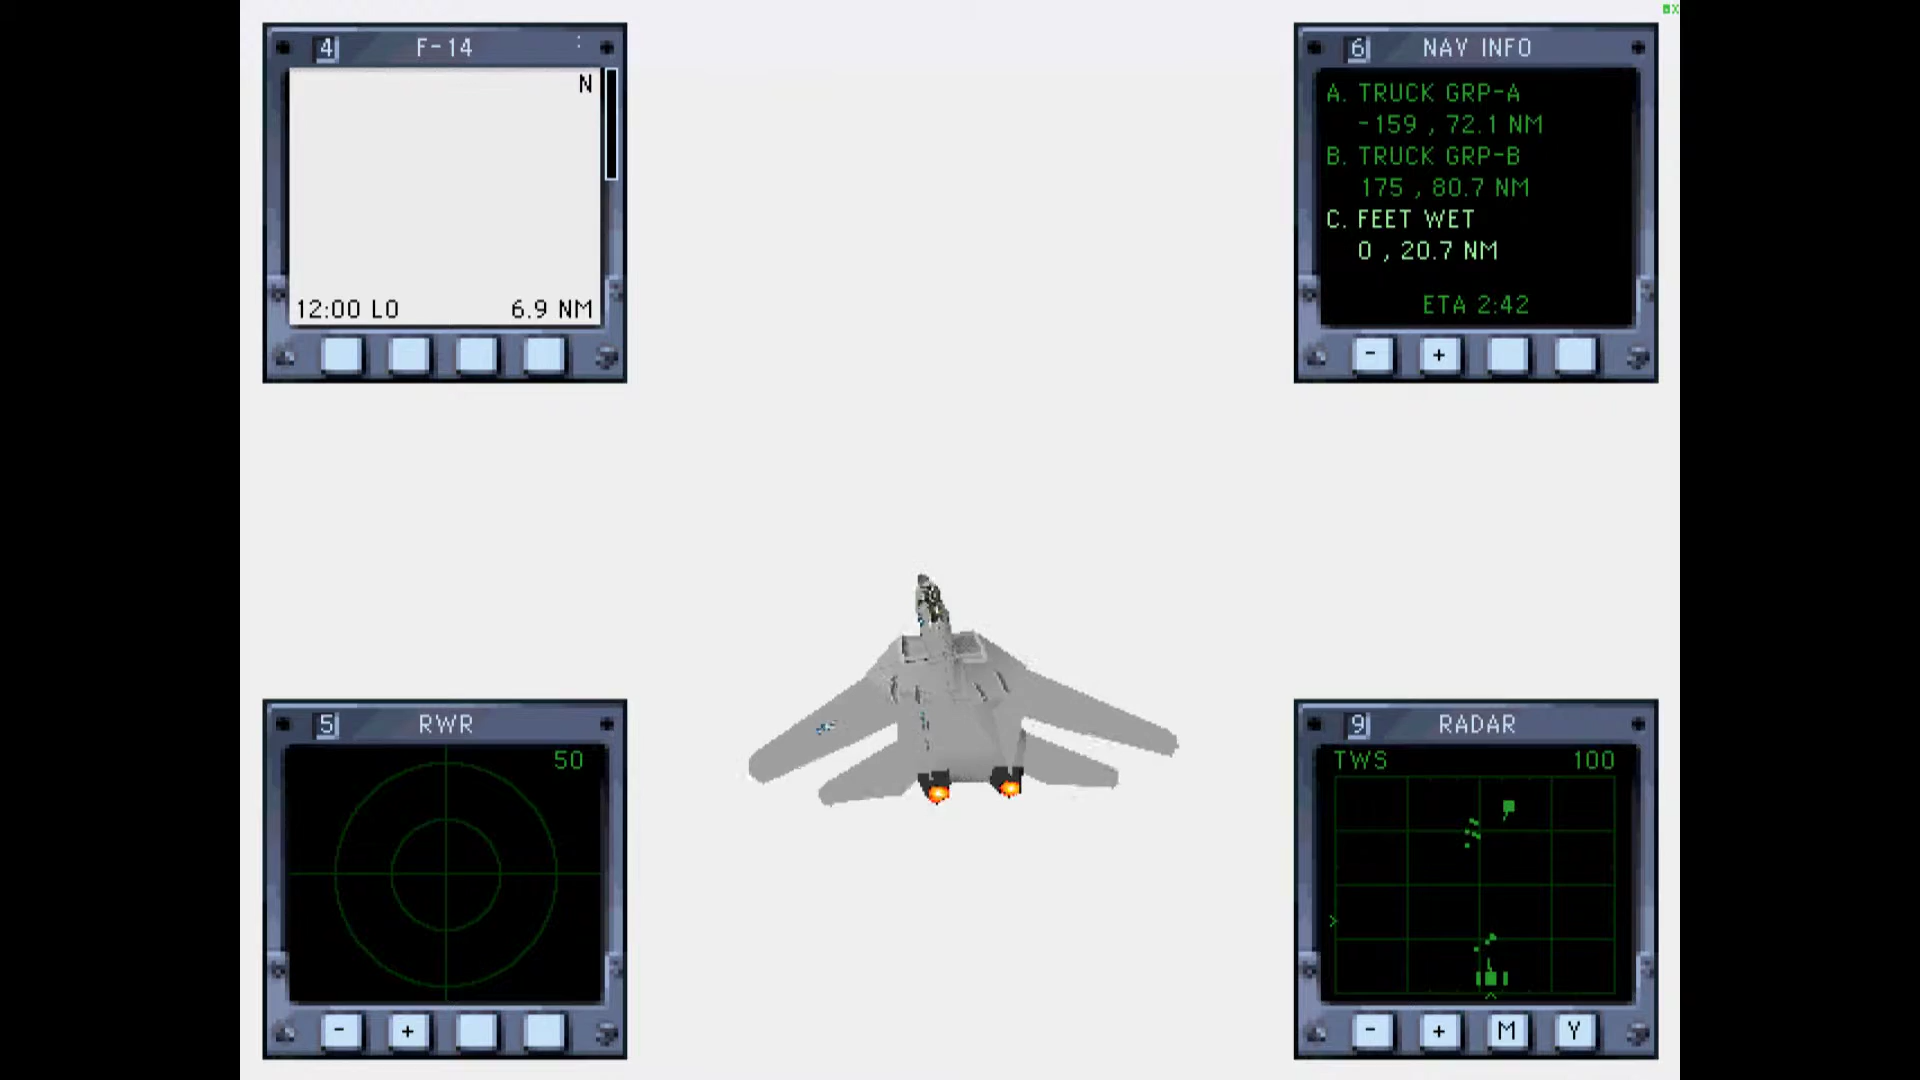 4 F-14
N
12:00 LO 6.9 NM
6 NAV INFO
A. TRUCK GRP-A
-159 , 72.1 NM
B. TRUCK GRP-B
175 , 80.7 NM
C. FEET WET
0 , 20.7 NM
ETA 2:42
- +
5 RWR
50
- +
9 RADAR
TWS 100
- + M Y